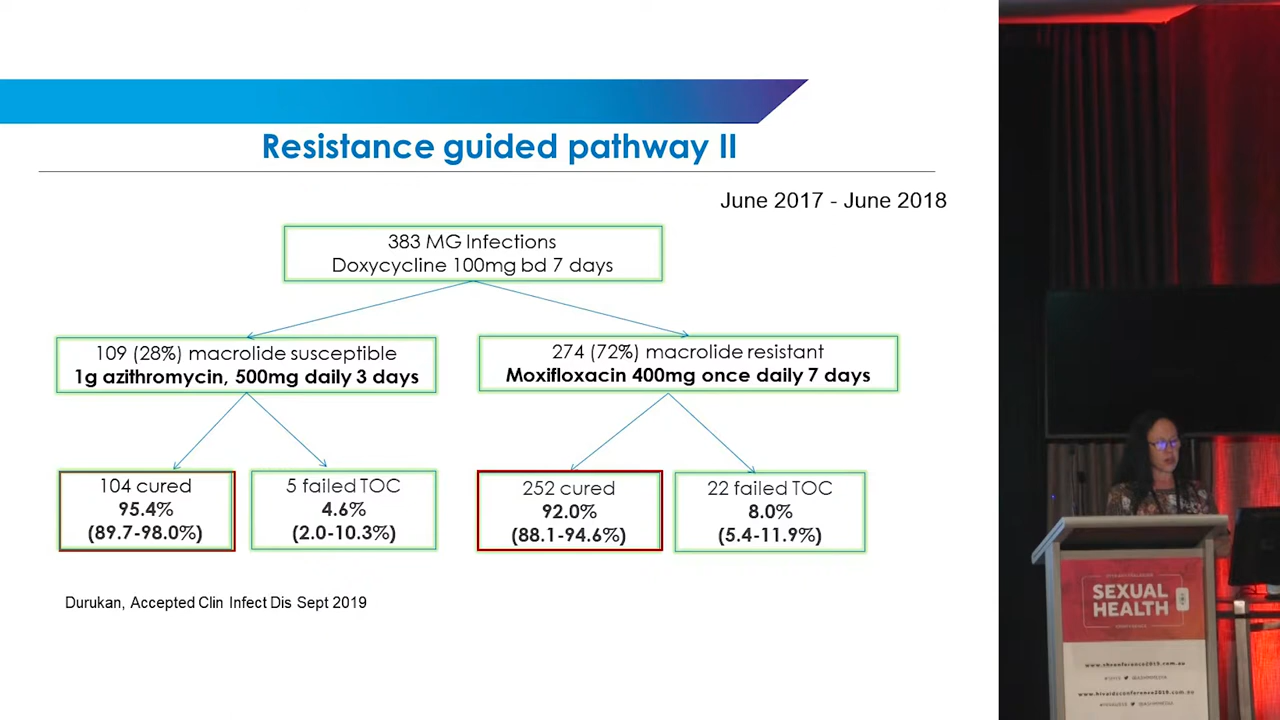 Resistance guided pathway II
June 2017 - June 2018
383 MG Infections
Doxycycline 100mg bd 7 days
109 (28%) macrolide susceptible
1g azithromycin, 500mg daily 3 days
274 (72%) macrolide resistant
Moxifloxacin 400mg once daily 7 days
104 cured
95.4%
(89.7-98.0%)
5 failed TOC
4.6%
(2.0-10.3%)
252 cured
92.0%
(88.1-94.6%)
22 failed TOC
8.0%
(5.4-11.9%)
Durukan, Accepted Clin Infect Dis Sept 2019
SEXUAL
HEALTH